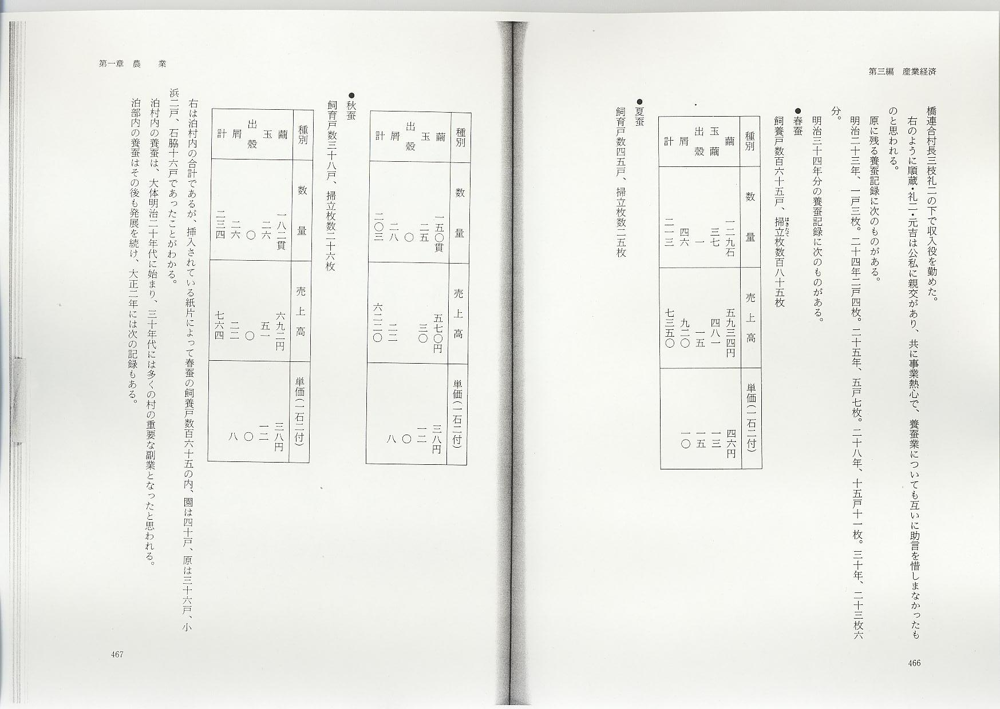 第三編　産業経済
橋連合村長三枝礼二の下で収入役を勤めた。
右のように順蔵・礼二・元吉は公私に親交があり、共に事業熱心で、養蚕業についても互いに助言を惜しまなかったも
のと思われる。
原に残る養蚕記録に次のものがある。
明治二十三年、一戸三枚。二十四年二戸四枚。二十五年、五戸七枚。二十八年、十五戸十一枚。三十年、二十三枚六
分。
明治三十四年分の養蚕記録に次のものがある。
●春蚕
飼養戸数百六十五戸、掃立枚数百八十五枚
はきたて
種別　数量　売上高　単価（一石二付）
繭　一二九石　五九三四円　四六円
玉繭　三七　四八一　一三
出殻　一　一五　一五
屑　四六　九二〇　一〇
計　二一三　七三五〇
●夏蚕
飼育戸数四五戸、掃立枚数二五枚
466
第一章　農　業
種別　数量　売上高　単価（一石二付）
繭　一五〇貫　五七〇円　三八円
玉　二五　三〇　一二
出殻　〇　　〇
屑　二八　二二　八
計　二〇三　六二二〇
●秋蚕
飼育戸数三十八戸、掃立枚数二十六枚
種別　数量　売上高　単価（一石二付）
繭　一八二貫　六九二円　三八円
玉　二六　五一　一二
出殻　〇　〇　〇
屑　二六　二二　八
計　二三四　七六四
右は泊村内の合計であるが、挿入されている紙片によって春蚕の飼養戸数百六十五の内、園は四十戸、原は三十六戸、小
浜二戸、石脇十六戸であったことがわかる。
泊村内の養蚕は、大体明治二十年代に始まり、三十年代には多くの村の重要な副業となったと思われる。
泊部内の養蚕はその後も発展を続け、大正二年には次の記録もある。
467